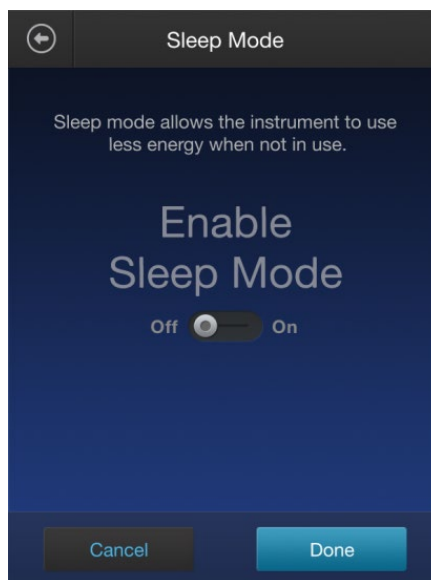 Sleep Mode
Sleep mode allows the instrument to use
less energy when not in use.
Enable
Sleep Mode
Off On
Cancel Done